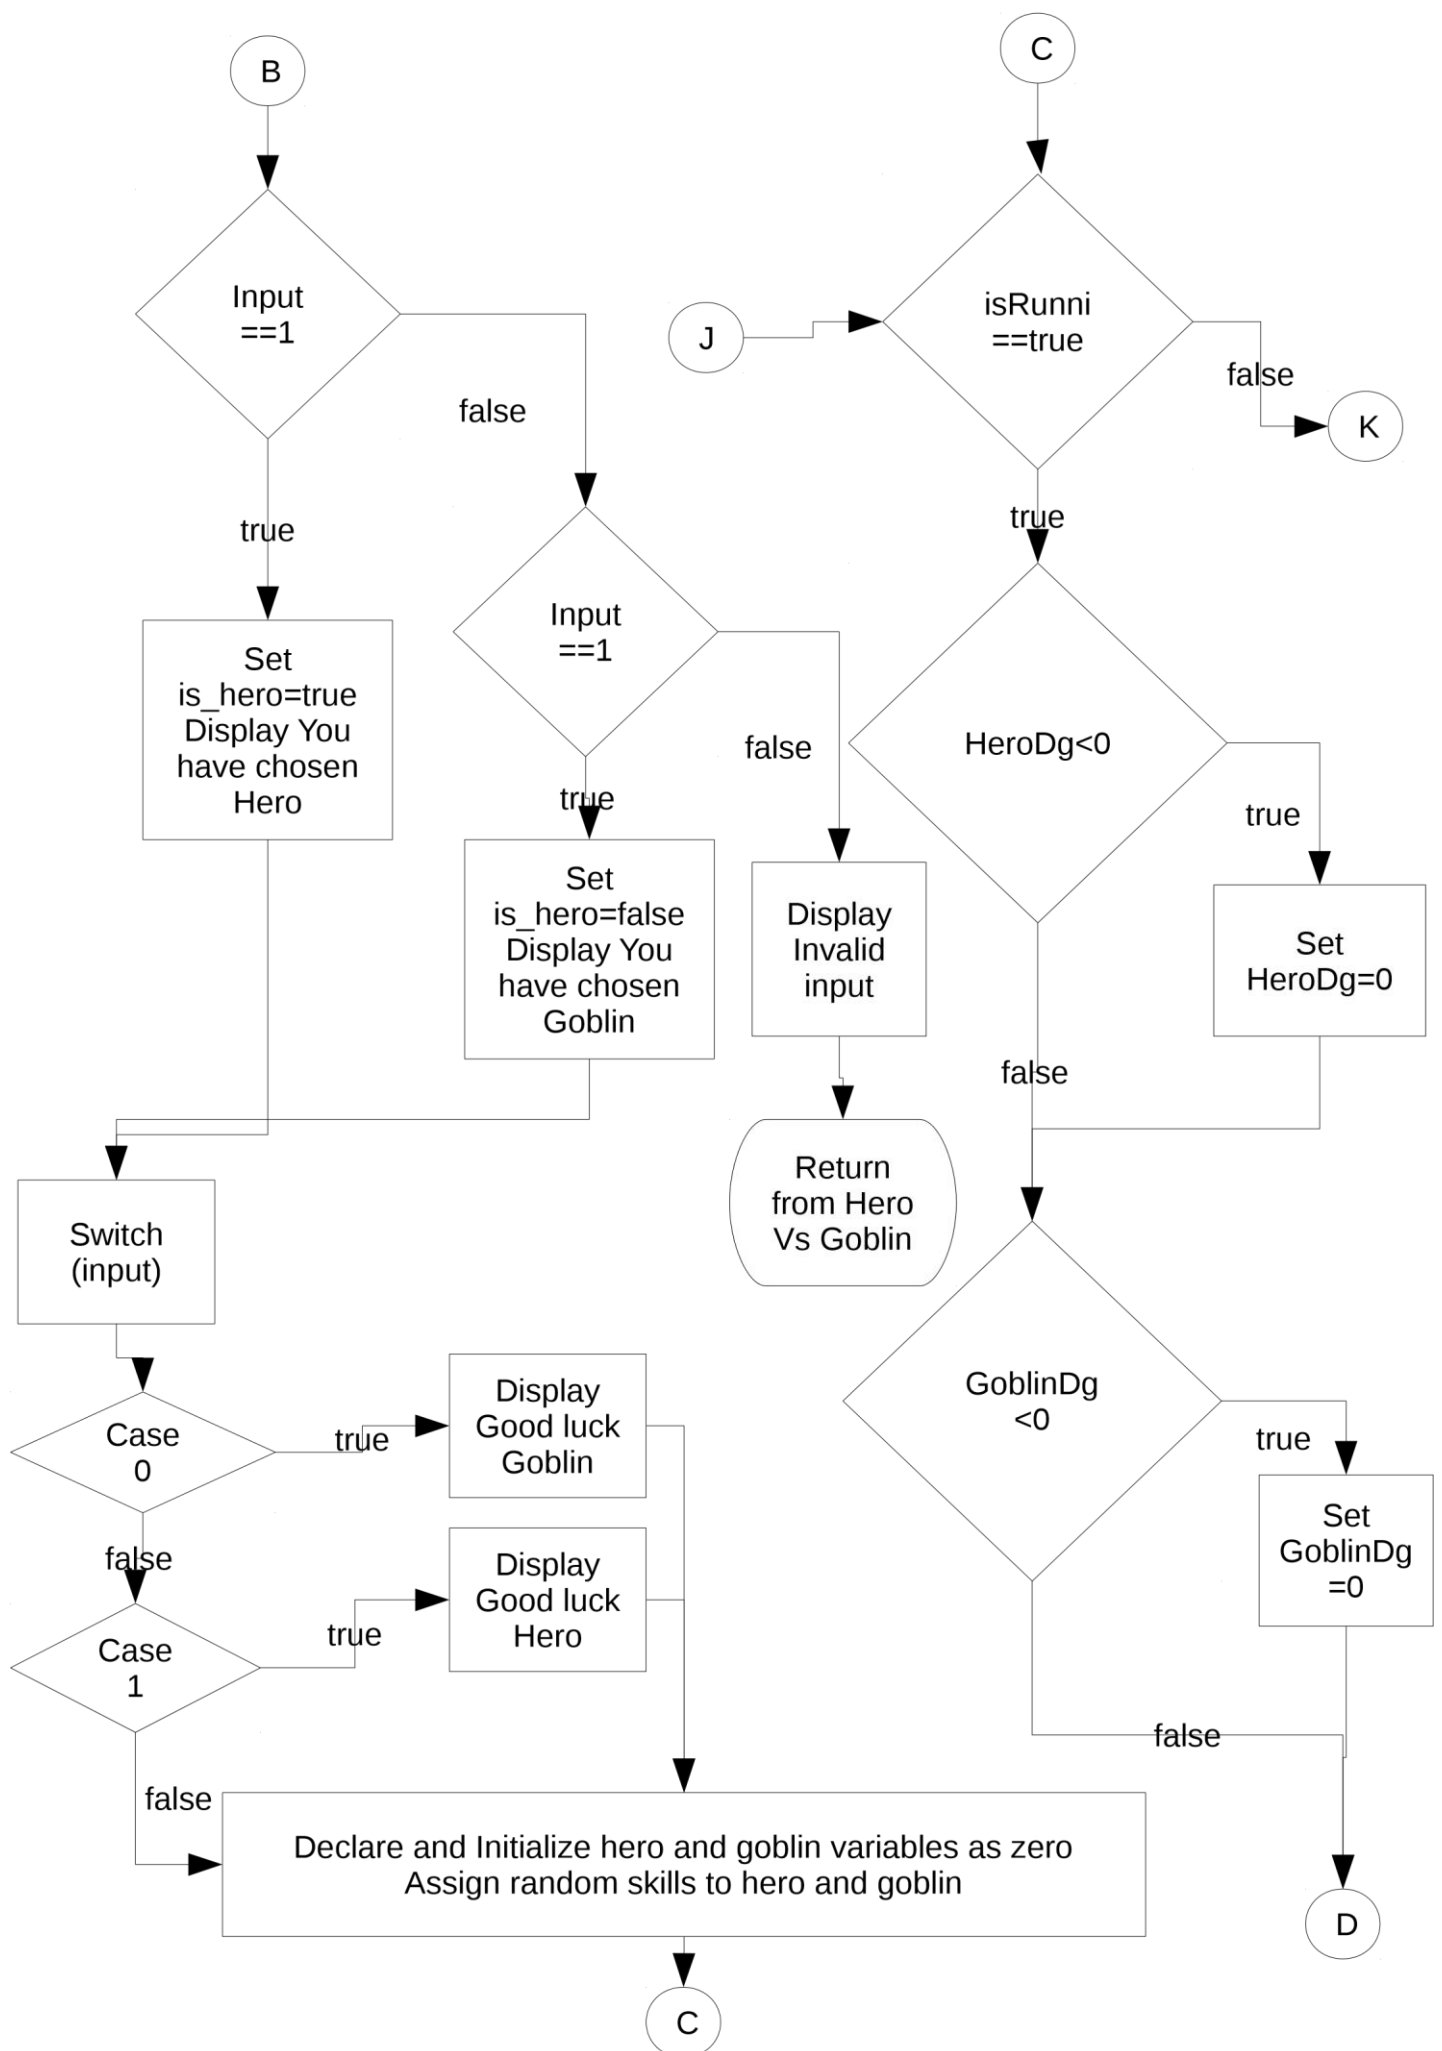 B
Input
==1
false
true
Set
is_hero=true
Display You
have chosen
Hero
Input
==1
false
true
Set
is_hero=false
Display You
have chosen
Goblin
Display
Invalid
input
Return
from Hero
Vs Goblin
Switch
(input)
Case
0
true
Display
Good luck
Goblin
false
Case
1
true
Display
Good luck
Hero
false
Declare and Initialize hero and goblin variables as zero
Assign random skills to hero and goblin
C
C
J
isRunni
==true
false
K
true
HeroDg<0
true
Set
HeroDg=0
false
GoblinDg
<0
true
Set
GoblinDg
=0
false
D